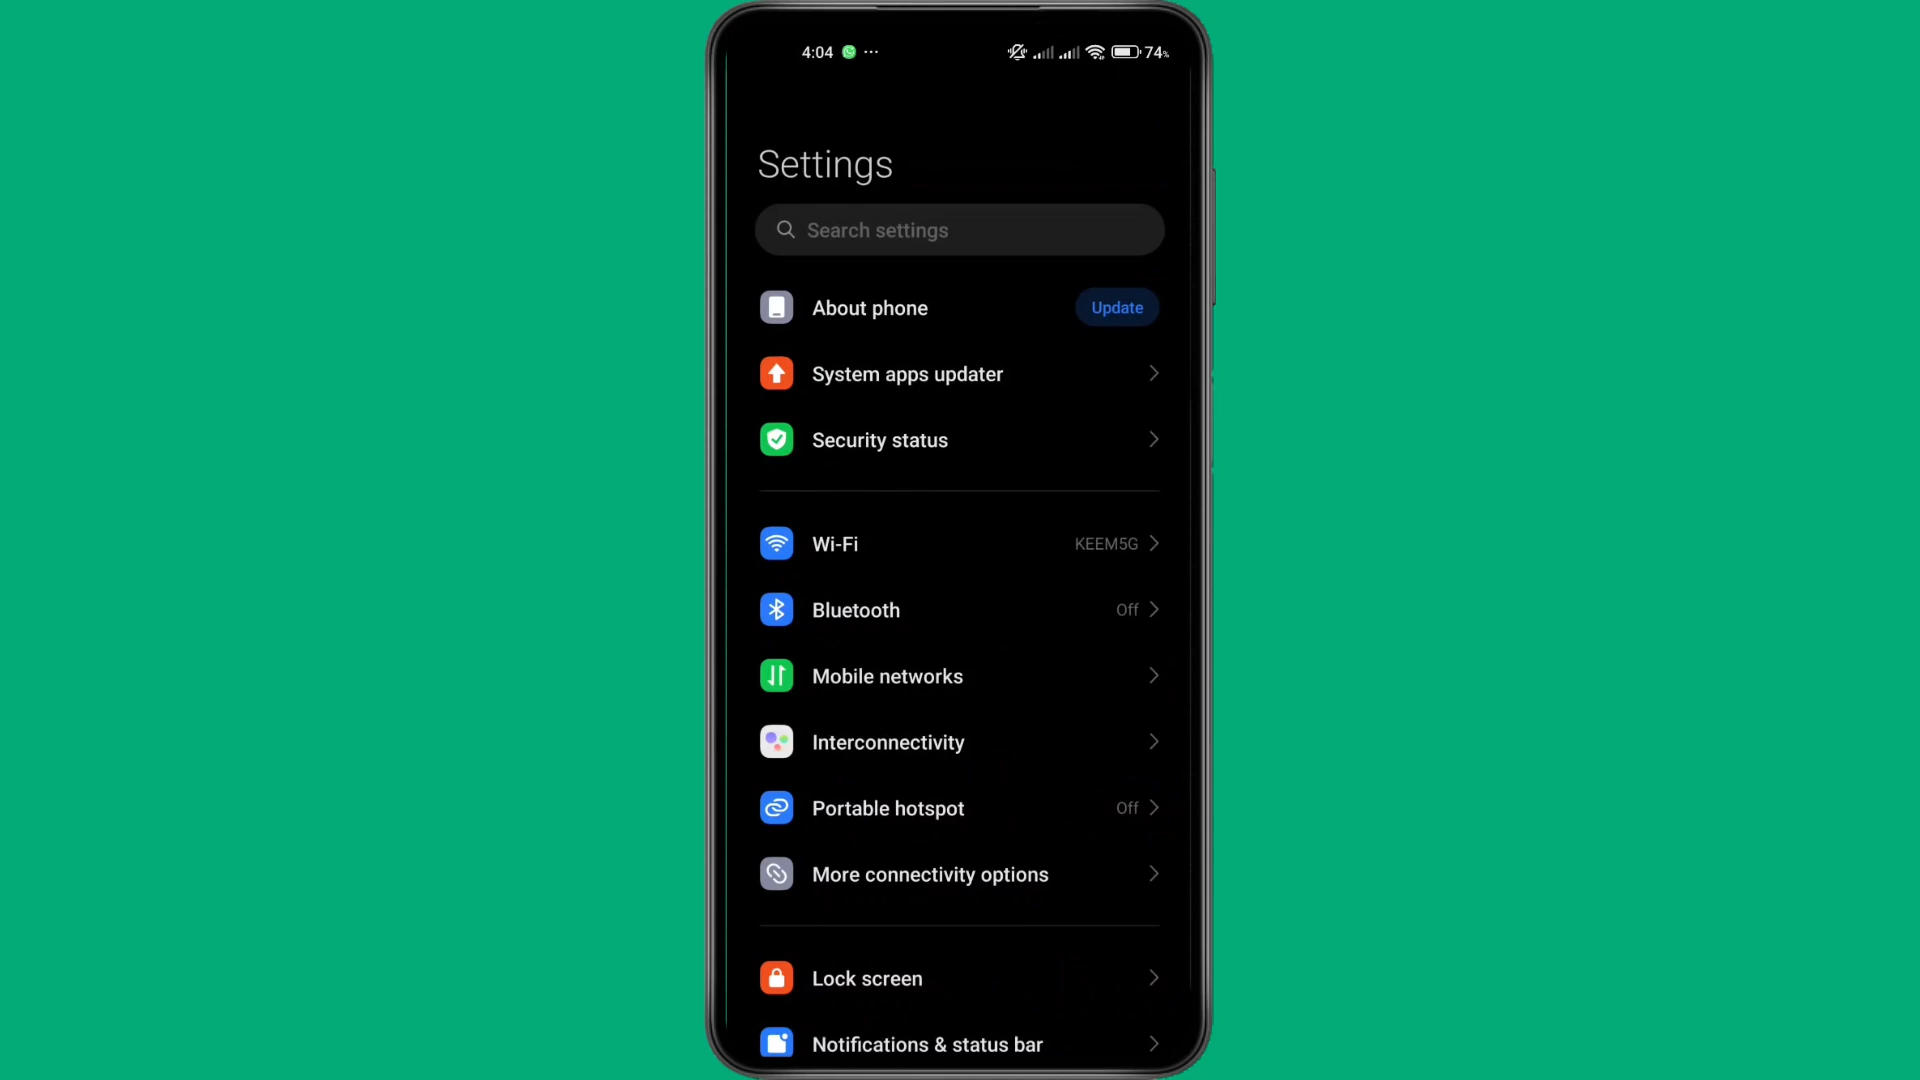 4:04 ... 74%
Settings
Search settings
About phone Update
System apps updater
Security status
Wi-Fi KEEM5G
Bluetooth Off
Mobile networks
Interconnectivity
Portable hotspot Off
More connectivity options
Lock screen
Notifications & status bar